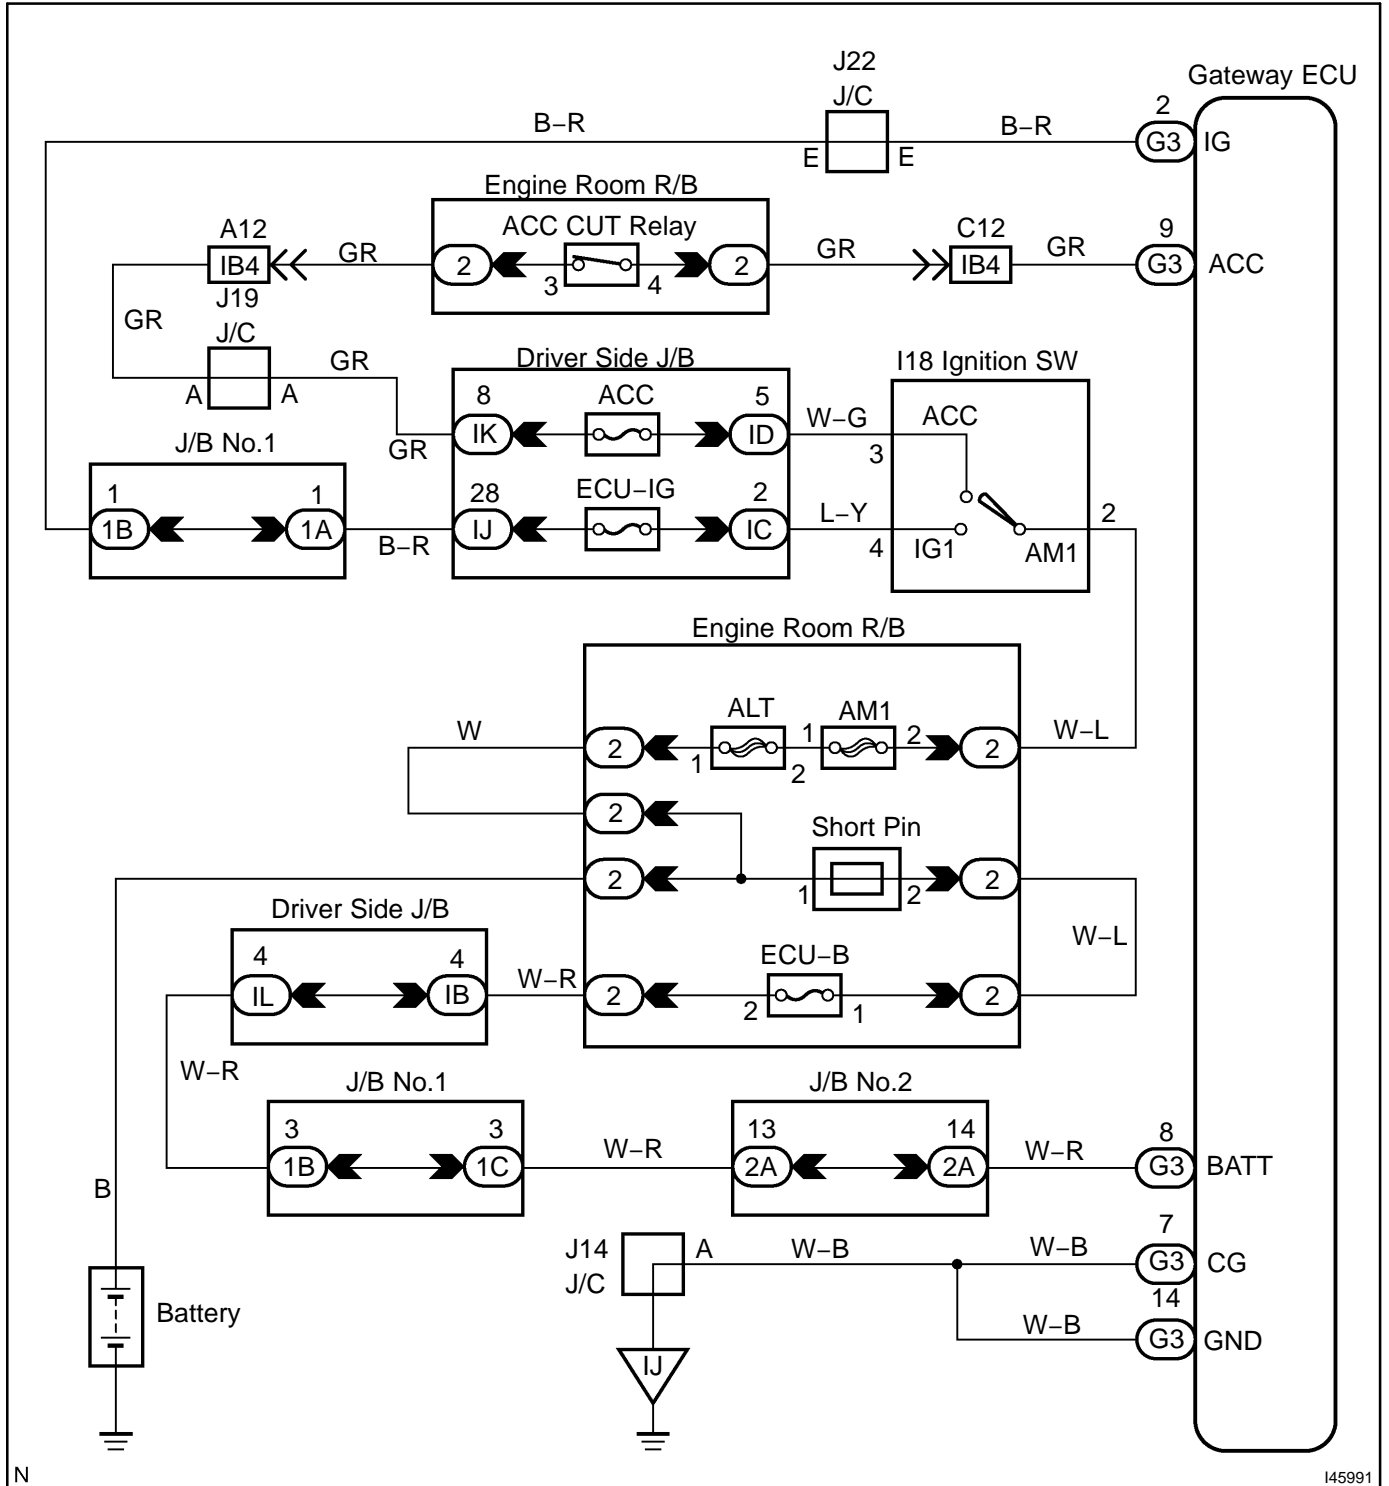 J22
J/C
Gateway ECU
B–R
E
E
B–R
2
G3
IG
Engine Room R/B
A12
IB4
J19
J/C
GR
2
ACC CUT Relay
3
4
2
GR
C12
IB4
GR
9
G3
ACC
GR
A
A
GR
GR
Driver Side J/B
8
IK
ACC
5
ID
W–G
3
I18 Ignition SW
ACC
J/B No.1
1
1B
1
1A
B–R
28
IJ
ECU–IG
2
IC
L–Y
4
IG1
AM1
2
Engine Room R/B
W
2
ALT
1
2
AM1
1
2
2
W–L
2
Short Pin
2
1
2
2
W–L
Driver Side J/B
4
IL
4
IB
W–R
2
ECU–B
2
1
2
W–R
J/B No.1
3
1B
3
1C
W–R
J/B No.2
13
2A
14
2A
W–R
8
G3
BATT
B
J14
J/C
A
W–B
W–B
7
G3
CG
W–B
14
G3
GND
Battery
IJ
N
I45991